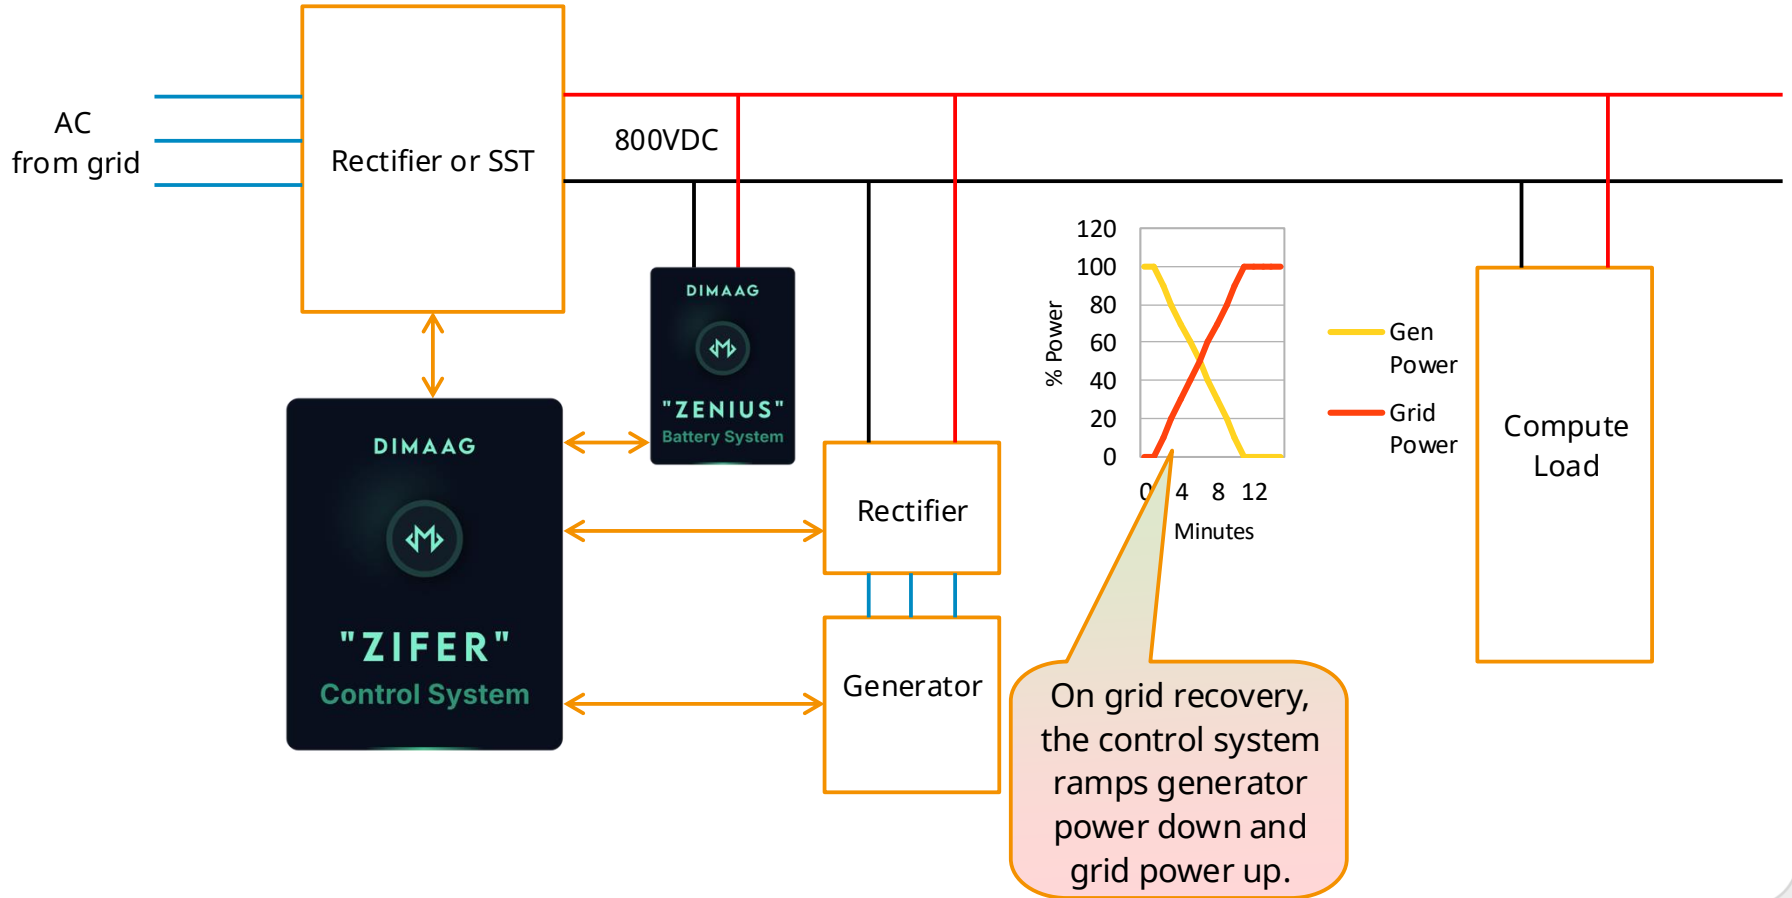 AC
from grid
Rectifier or SST
800VDC
DIMAAG
"ZENIUS"
Battery System
DIMAAG
"ZIFER"
Control System
Rectifier
Generator
120
100
80
60
40
20
0
% Power
0 4 8 12
Minutes
Gen
Power
Grid
Power
Compute
Load
On grid recovery,
the control system
ramps generator
power down and
grid power up.